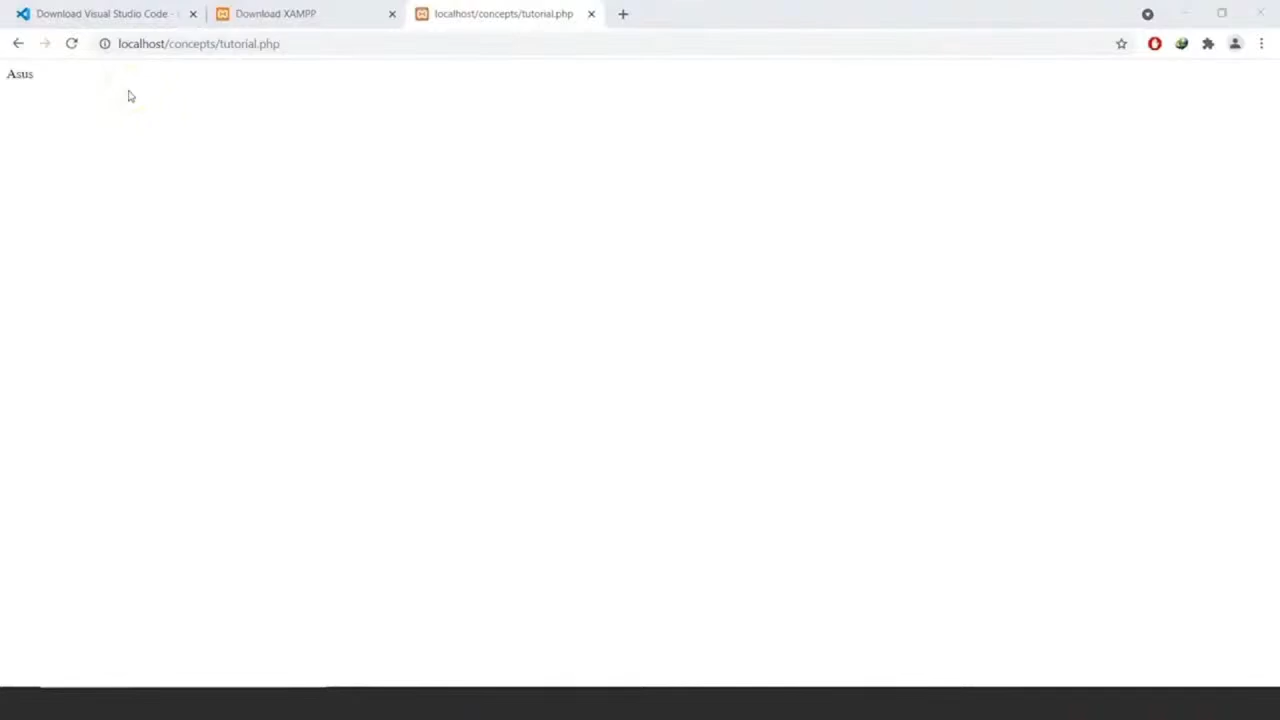 Download Visual Studio Code -
Download XAMPP
localhost/concepts/tutorial.php
localhost/concepts/tutorial.php
Asus